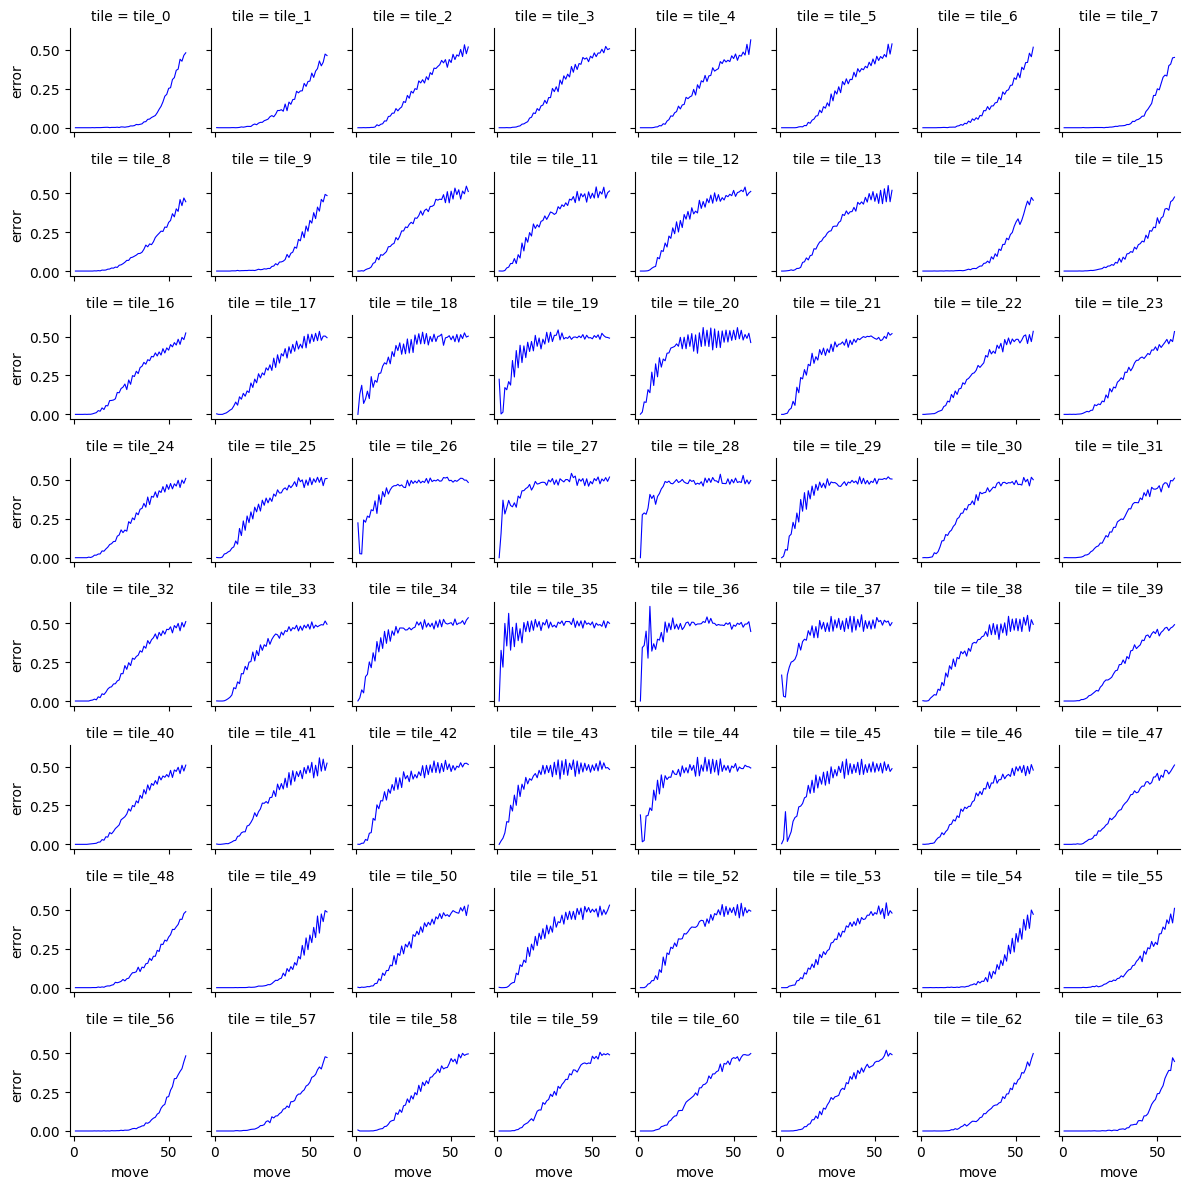 tile = tile_0 tile = tile_1 tile = tile_2 tile = tile_3 tile = tile_4 tile = tile_5 tile = tile_6 tile = tile_7
0.50
0.25
0.00
error
tile = tile_8 tile = tile_9 tile = tile_10 tile = tile_11 tile = tile_12 tile = tile_13 tile = tile_14 tile = tile_15
0.50
0.25
0.00
error
tile = tile_16 tile = tile_17 tile = tile_18 tile = tile_19 tile = tile_20 tile = tile_21 tile = tile_22 tile = tile_23
0.50
0.25
0.00
error
tile = tile_24 tile = tile_25 tile = tile_26 tile = tile_27 tile = tile_28 tile = tile_29 tile = tile_30 tile = tile_31
0.50
0.25
0.00
error
tile = tile_32 tile = tile_33 tile = tile_34 tile = tile_35 tile = tile_36 tile = tile_37 tile = tile_38 tile = tile_39
0.50
0.25
0.00
error
tile = tile_40 tile = tile_41 tile = tile_42 tile = tile_43 tile = tile_44 tile = tile_45 tile = tile_46 tile = tile_47
0.50
0.25
0.00
error
tile = tile_48 tile = tile_49 tile = tile_50 tile = tile_51 tile = tile_52 tile = tile_53 tile = tile_54 tile = tile_55
0.50
0.25
0.00
error
tile = tile_56 tile = tile_57 tile = tile_58 tile = tile_59 tile = tile_60 tile = tile_61 tile = tile_62 tile = tile_63
0.50
0.25
0.00
error
0 50 0 50 0 50 0 50 0 50 0 50 0 50 0 50
move move move move move move move move